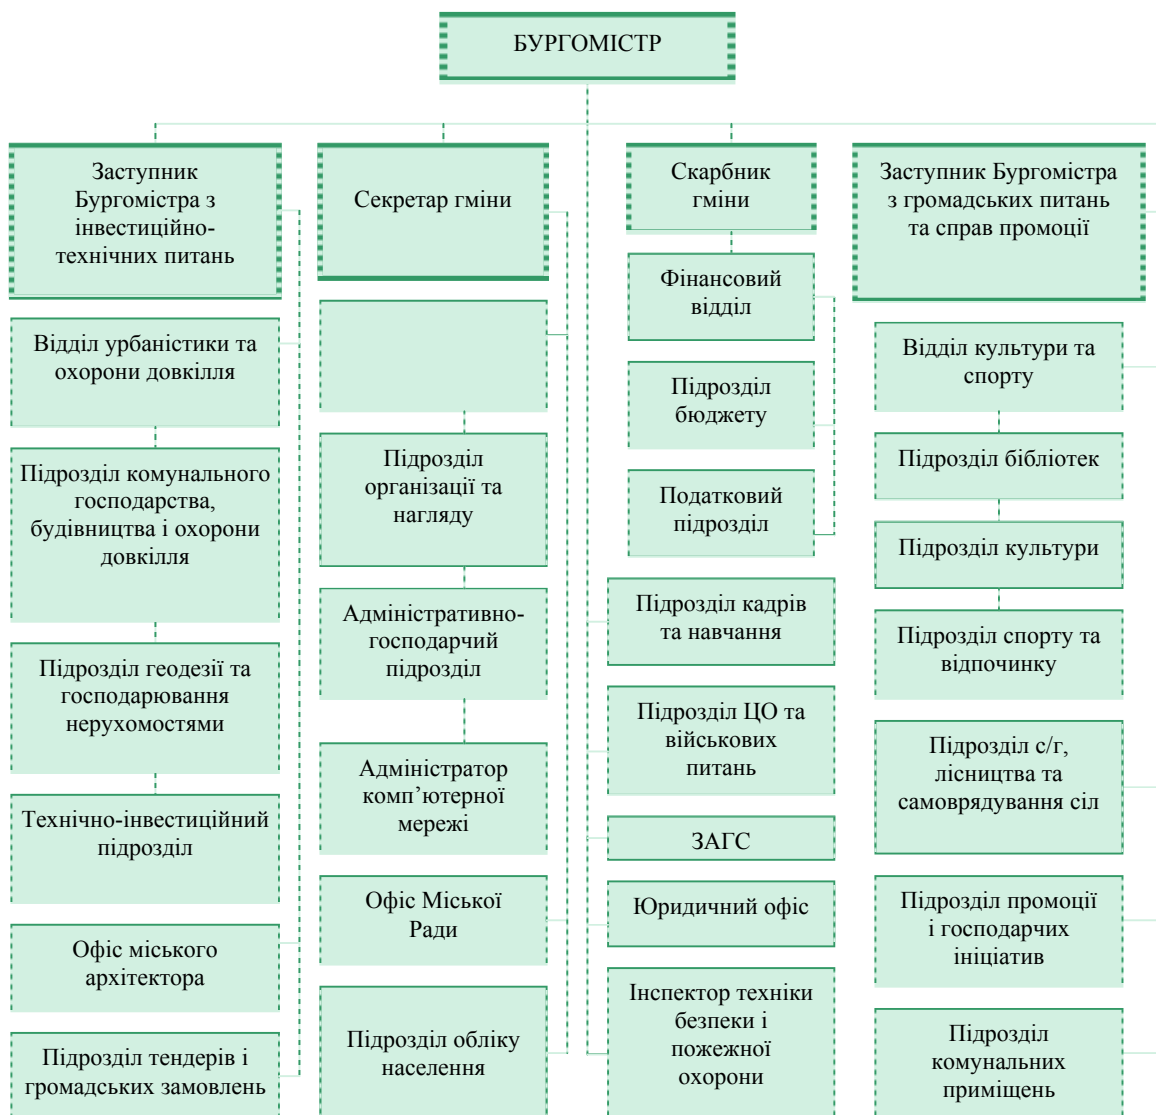 БУРГОМІСТР
Заступник
Бургомістра з
інвестиційно-
технічних питань
Відділ урбаністики та
охорони довкілля
Підрозділ комунального
господарства,
будівництва і охорони
довкілля
Підрозділ геодезії та
господарювання
нерухомостями
Технічно-інвестиційний
підрозділ
Офіс міського
архітектора
Підрозділ тендерів і
громадських замовлень
Секретар гміни
Підрозділ
організації та
нагляду
Адміністративно-
господарчий
підрозділ
Адміністратор
комп’ютерної
мережі
Офіс Міської
Ради
Підрозділ обліку
населення
Скарбник
гміни
Фінансовий
відділ
Підрозділ
бюджету
Податковий
підрозділ
Підрозділ кадрів
та навчання
Підрозділ ЦО та
військових
питань
ЗАГС
Юридичний офіс
Інспектор техніки
безпеки і
пожежної
охорони
Заступник Бургомістра
з громадських питань
та справ промоції
Відділ культури та
спорту
Підрозділ бібліотек
Підрозділ культури
Підрозділ спорту та
відпочинку
Підрозділ с/г,
лісництва та
самоврядування сіл
Підрозділ промоції
і господарчих
ініціатив
Підрозділ
комунальних
приміщень